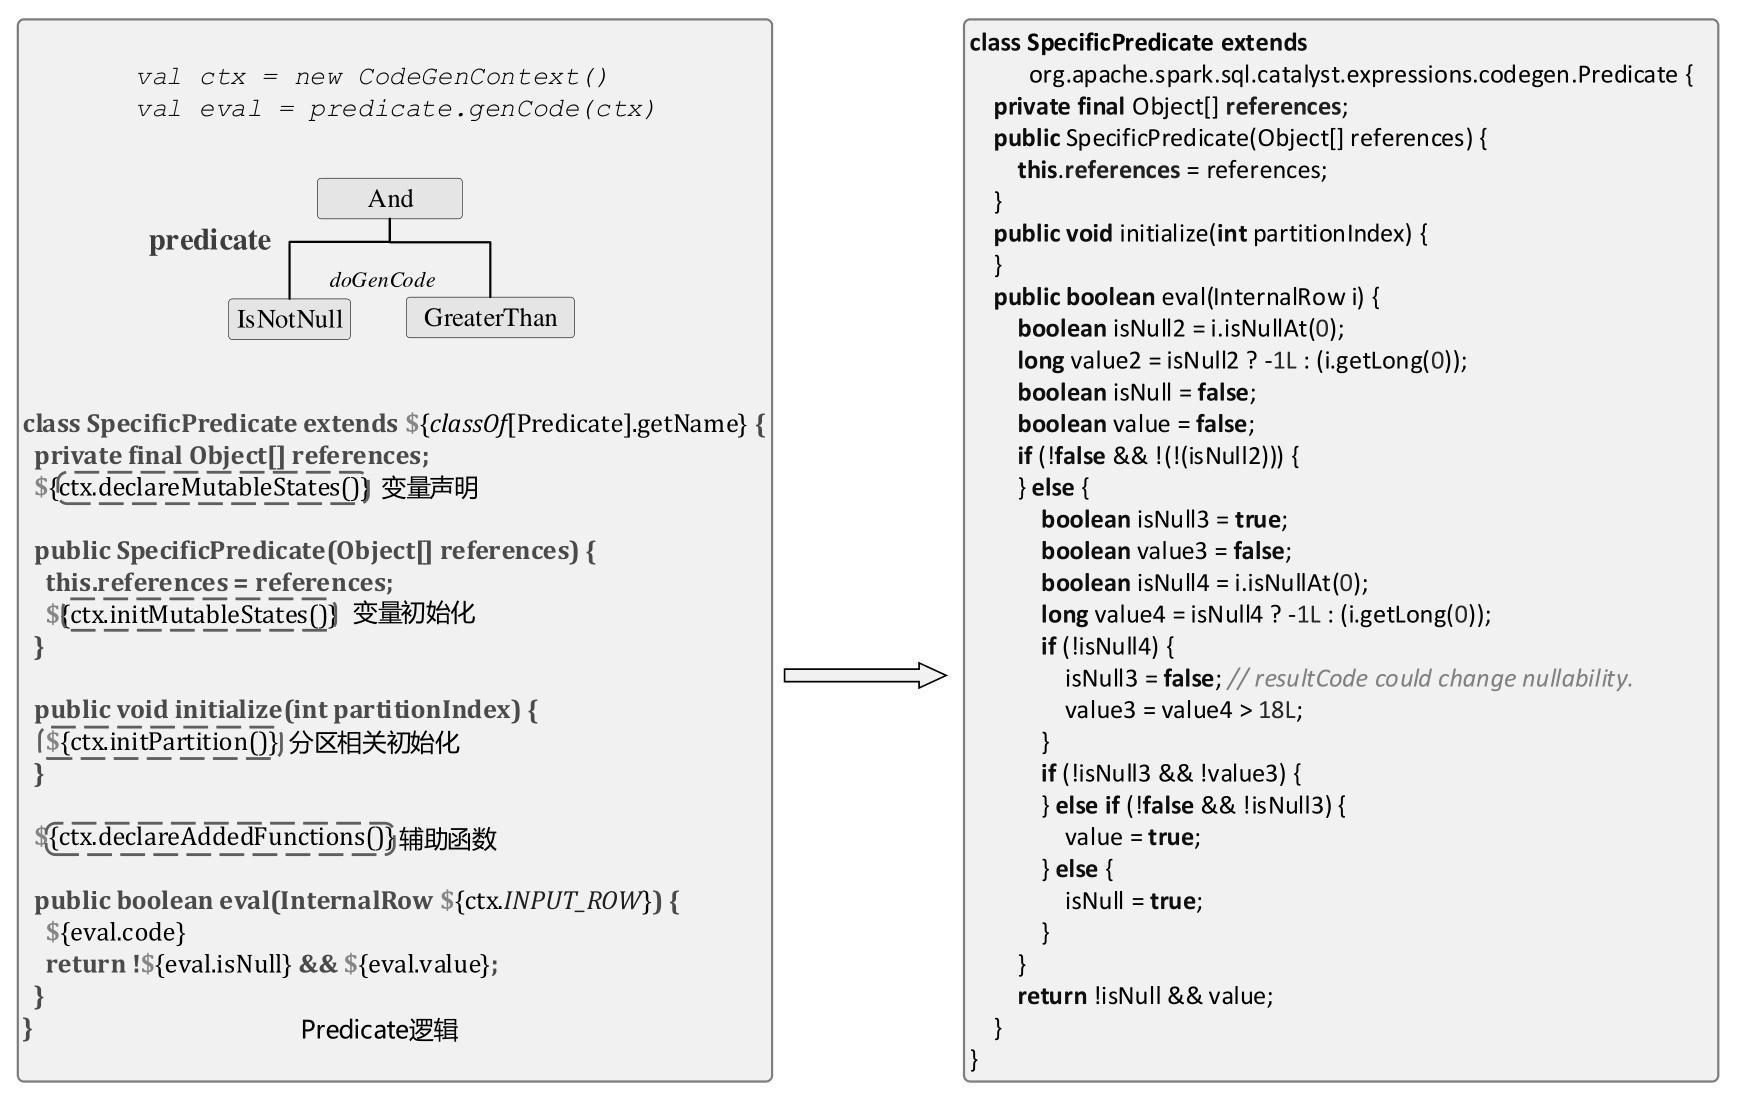 val ctx = new CodeGenContext()
val eval = predicate.genCode(ctx)
And
predicate
doGenCode
IsNotNull
GreaterThan
class SpecificPredicate extends ${classOf[Predicate].getName} {
private final Object[] references;
${ctx.declareMutableStates()} 变量声明
public SpecificPredicate(Object[] references) {
this.references = references;
${ctx.initMutableStates()} 变量初始化
}
public void initialize(int partitionIndex) {
${ctx.initPartition()} 分区相关初始化
}
${ctx.declareAddedFunctions()} 辅助函数
public boolean eval(InternalRow ${ctx.INPUT_ROW}) {
${eval.code}
return !${eval.isNull} && ${eval.value};
}
}
Predicate逻辑
class SpecificPredicate extends
org.apache.spark.sql.catalyst.expressions.codegen.Predicate {
private final Object[] references;
public SpecificPredicate(Object[] references) {
this.references = references;
}
public void initialize(int partitionIndex) {
}
public boolean eval(InternalRow i) {
boolean isNull2 = i.isNullAt(0);
long value2 = isNull2 ? -1L : (i.getLong(0));
boolean isNull = false;
boolean value = false;
if (!false && !(!(isNull2))) {
} else {
boolean isNull3 = true;
boolean value3 = false;
boolean isNull4 = i.isNullAt(0);
long value4 = isNull4 ? -1L : (i.getLong(0));
if (!isNull4) {
isNull3 = false; // resultCode could change nullability.
value3 = value4 > 18L;
}
if (!isNull3 && !value3) {
} else if (!false && !isNull3) {
value = true;
} else {
isNull = true;
}
}
return !isNull && value;
}
}